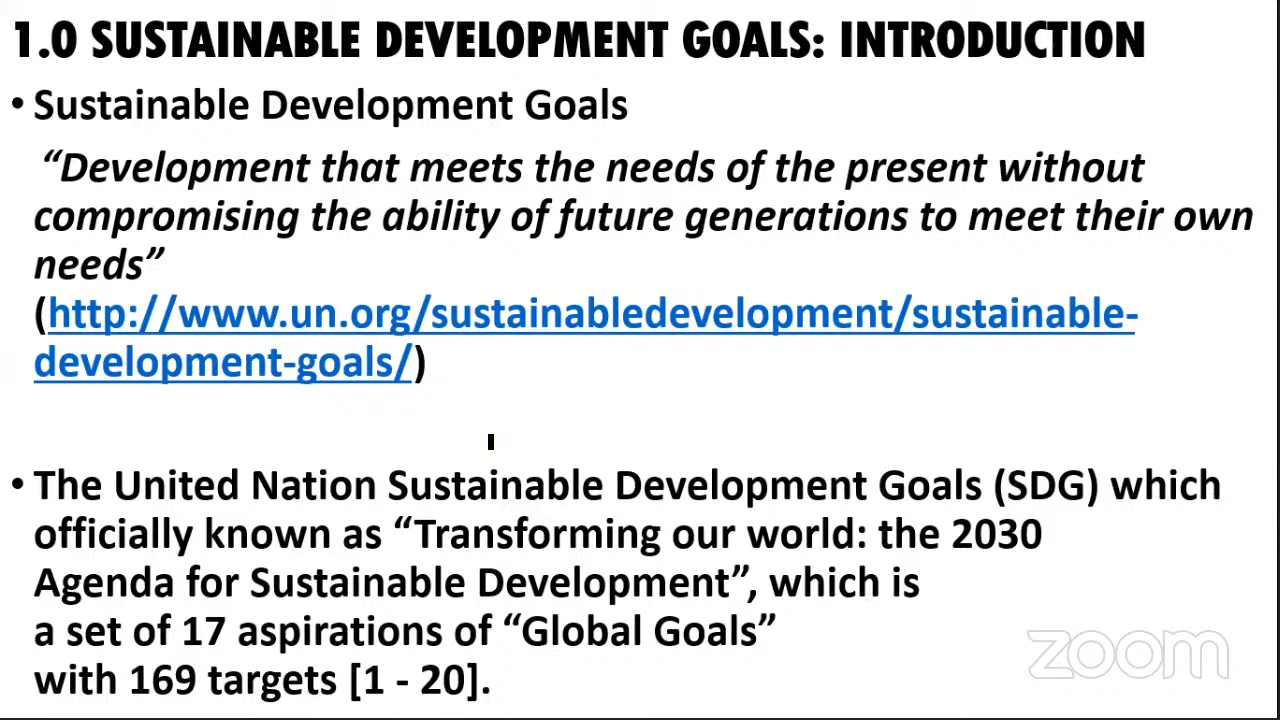 1.0 SUSTAINABLE DEVELOPMENT GOALS: INTRODUCTION
• Sustainable Development Goals
“Development that meets the needs of the present without
compromising the ability of future generations to meet their own
needs”
(http://www.un.org/sustainabledevelopment/sustainable-
development-goals/)
• The United Nation Sustainable Development Goals (SDG) which
officially known as “Transforming our world: the 2030
Agenda for Sustainable Development”, which is
a set of 17 aspirations of “Global Goals”
with 169 targets [1 - 20].
zoom